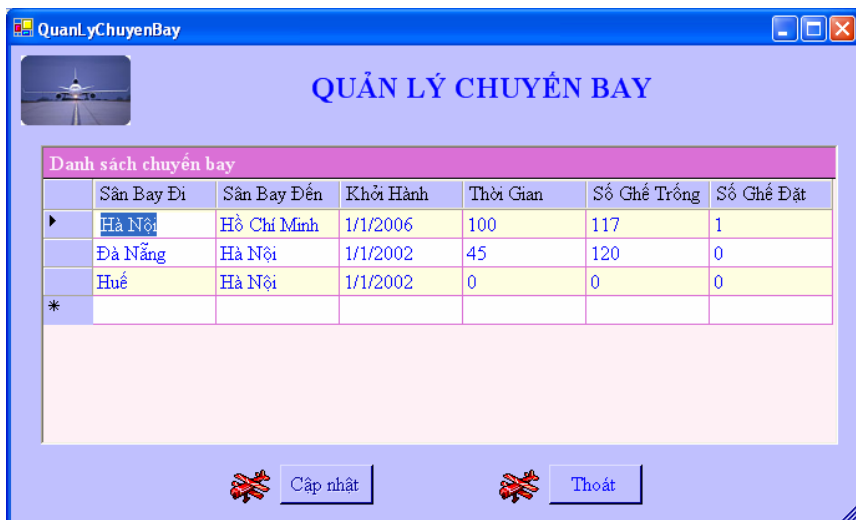 QuanLyChuyenBay
QUẢN LÝ CHUYẾN BAY
Danh sách chuyến bay
Sân Bay Đi Sân Bay Đến Khởi Hành Thời Gian Số Ghế Trống Số Ghế Đặt
Hà Nội Hồ Chí Minh 1/1/2006 100 117 1
Đà Nẵng Hà Nội 1/1/2002 45 120 0
Huế Hà Nội 1/1/2002 0 0 0
Cập nhật Thoát